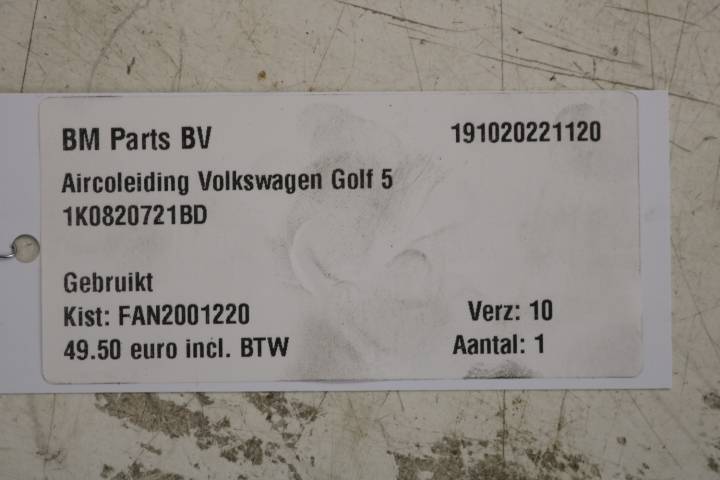 BM Parts BV 191020221120
Aircoleiding Volkswagen Golf 5
1K0820721BD
Gebruikt
Kist: FAN2001220 Verz: 10
49.50 euro incl. BTW Aantal: 1